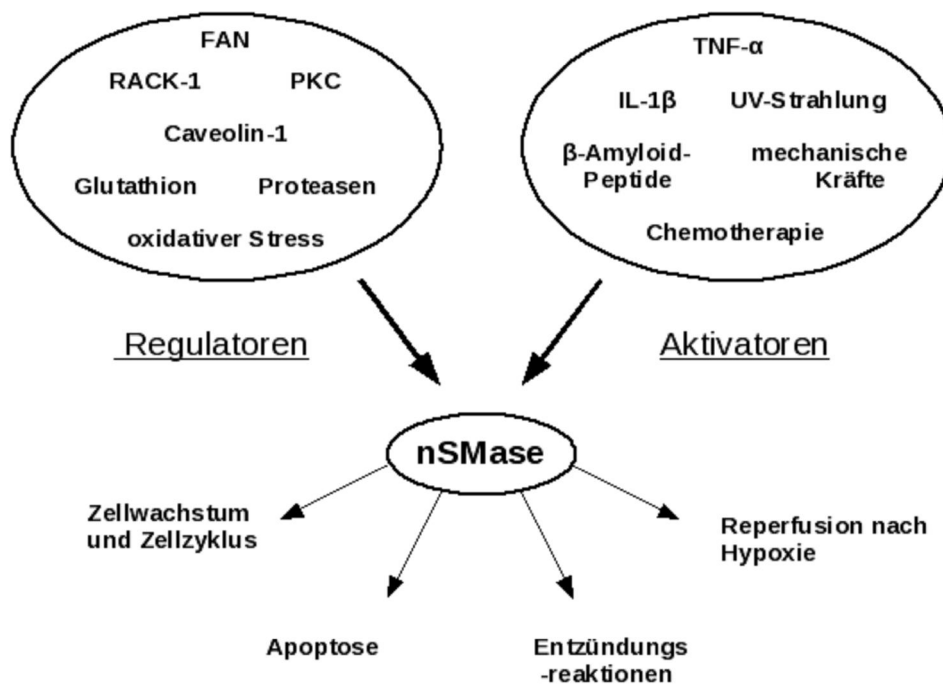 FAN
RACK-1 PKC
Caveolin-1
Glutathion Proteasen
oxidativer Stress
TNF-α
IL-1β UV-Strahlung
β-Amyloid-
Peptide
mechanische
Kräfte
Chemotherapie
Regulatoren
Aktivatoren
nSMase
Zellwachstum
und Zellzyklus
Apoptose
Entzündungs
-reaktionen
Reperfusion nach
Hypoxie